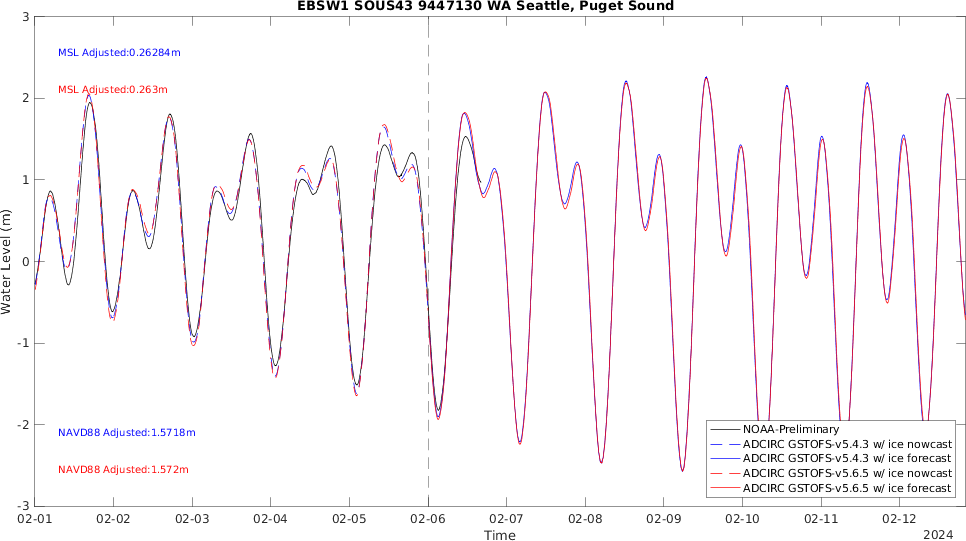 EBSW1 SOUS43 9447130 WA Seattle, Puget Sound
3
MSL Adjusted:0.26284m
MSL Adjusted:0.263m
2
1
0
-1
-2
-3
Water Level (m)
NAVD88 Adjusted:1.5718m
NAVD88 Adjusted:1.572m
NOAA-Preliminary
ADCIRC GSTOFS-v5.4.3 w/ ice nowcast
ADCIRC GSTOFS-v5.4.3 w/ ice forecast
ADCIRC GSTOFS-v5.6.5 w/ ice nowcast
ADCIRC GSTOFS-v5.6.5 w/ ice forecast
02-01 02-02 02-03 02-04 02-05 02-06 02-07 02-08 02-09 02-10 02-11 02-12
Time
2024